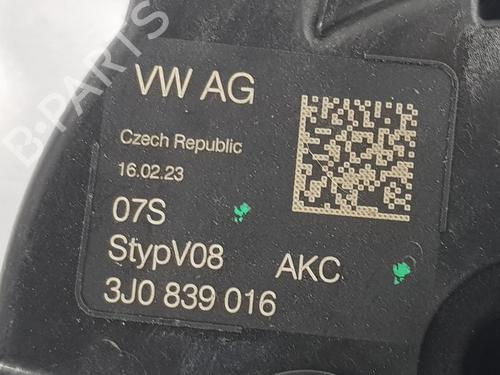 B-PARTS
VW AG
Czech Republic
16.02.23
07S
StypV08 AKC
3J0 839 016